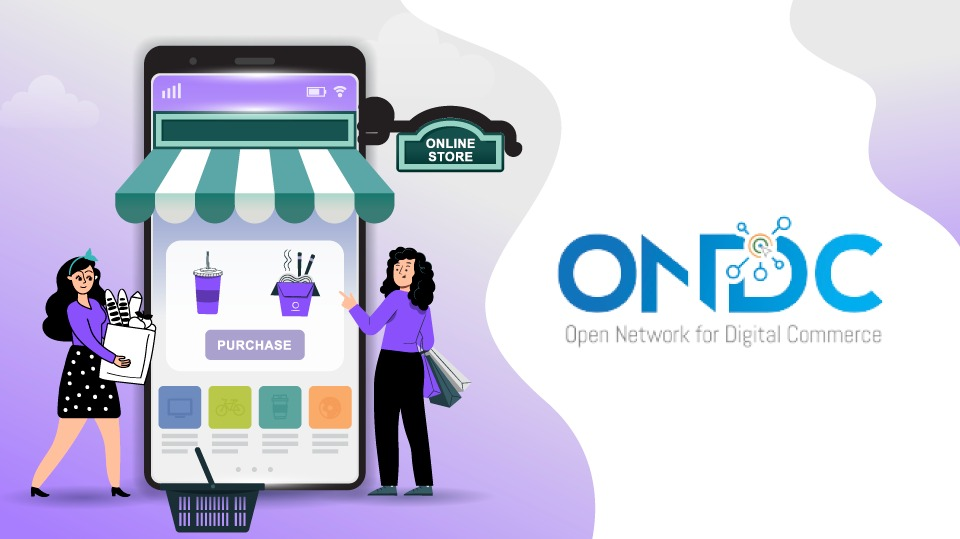 ONLINE
STORE
PURCHASE
ONDC
Open Network for Digital Commerce